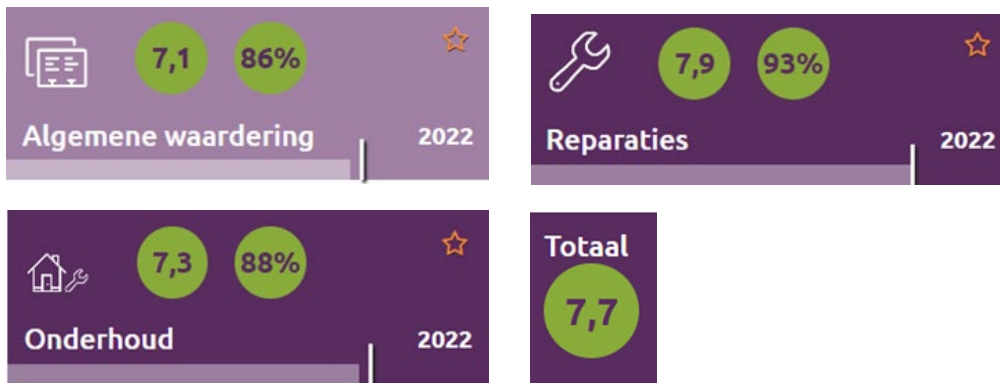 7,1 86%
Algemene waardering 2022
7,9 93%
Reparaties 2022
7,3 88%
Onderhoud 2022
Totaal
7,7